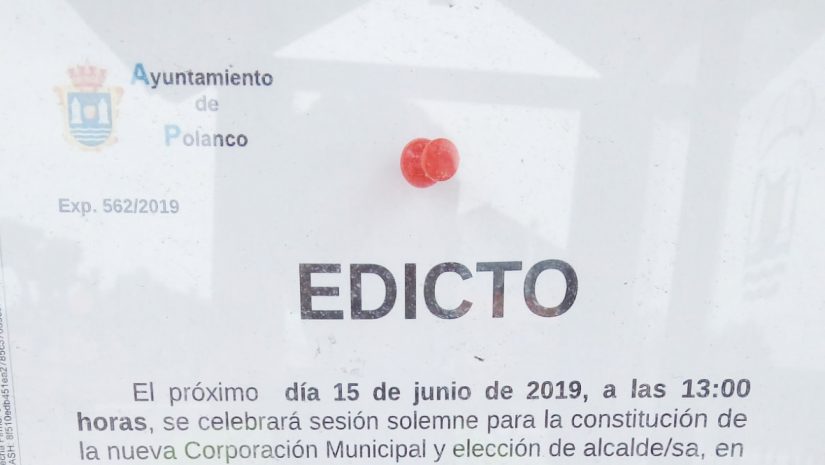 Ayuntamiento
de
Polanco
Exp. 562/2019
EDICTO
El próximo día 15 de junio de 2019, a las 13:00
horas, se celebrará sesión solemne para la constitución de
la nueva Corporación Municipal y elección de alcalde/sa, en